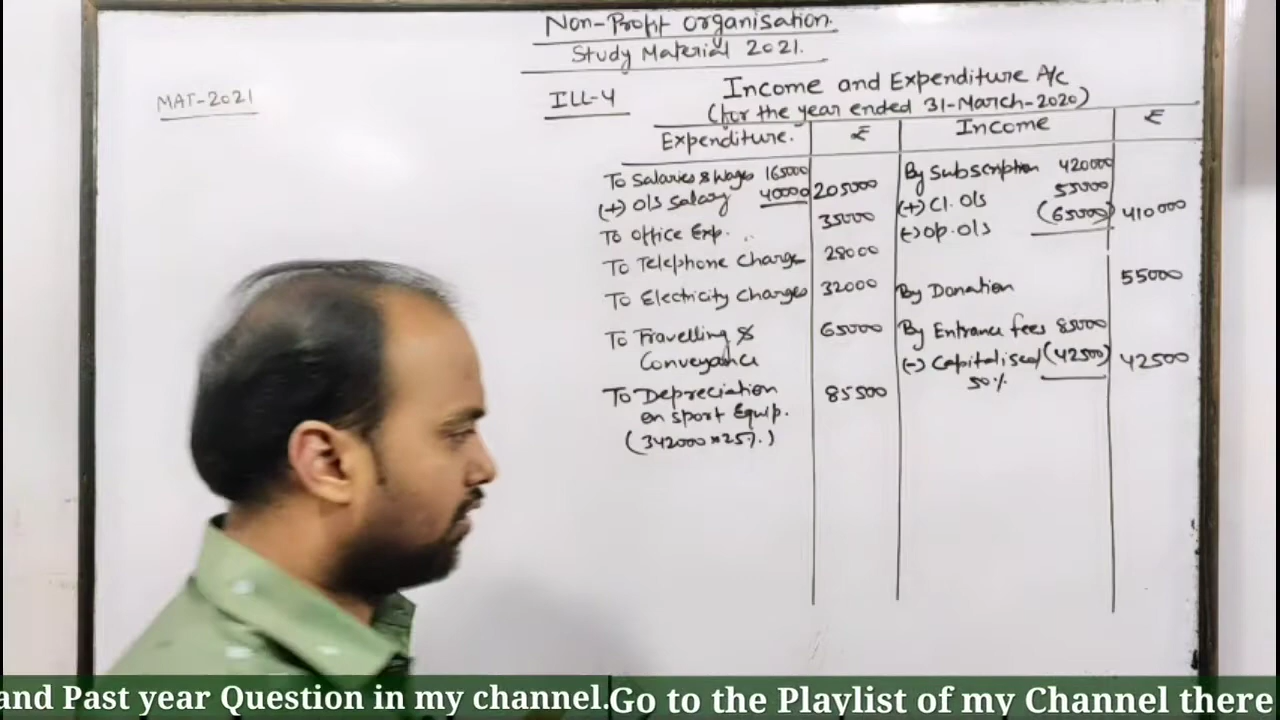 Non-Profit Organisation.
Study Material 2021.
MAT-2021
ILL-4
Income and Expenditure A/c
(for the year ended 31-March-2020)
Expenditure. ₹ Income ₹
To Salaries & Wages 165000
(+) O/s Salary 40000 205000
To Office Exp. 35000
To Telephone Charge 28000
To Electricity Charges 32000
To Travelling & 65000
Conveyance
To Depreciation 85500
on sport Equip.
(342000×25%.)
By Subscription 420000
(+) Cl. O/s 55000
(-) Op. O/s (65000) 410000
By Donation 55000
By Entrance fees 85000
(-) Capitalised (42500) 42500
50%
and Past year Question in my channel. Go to the Playlist of my Channel there